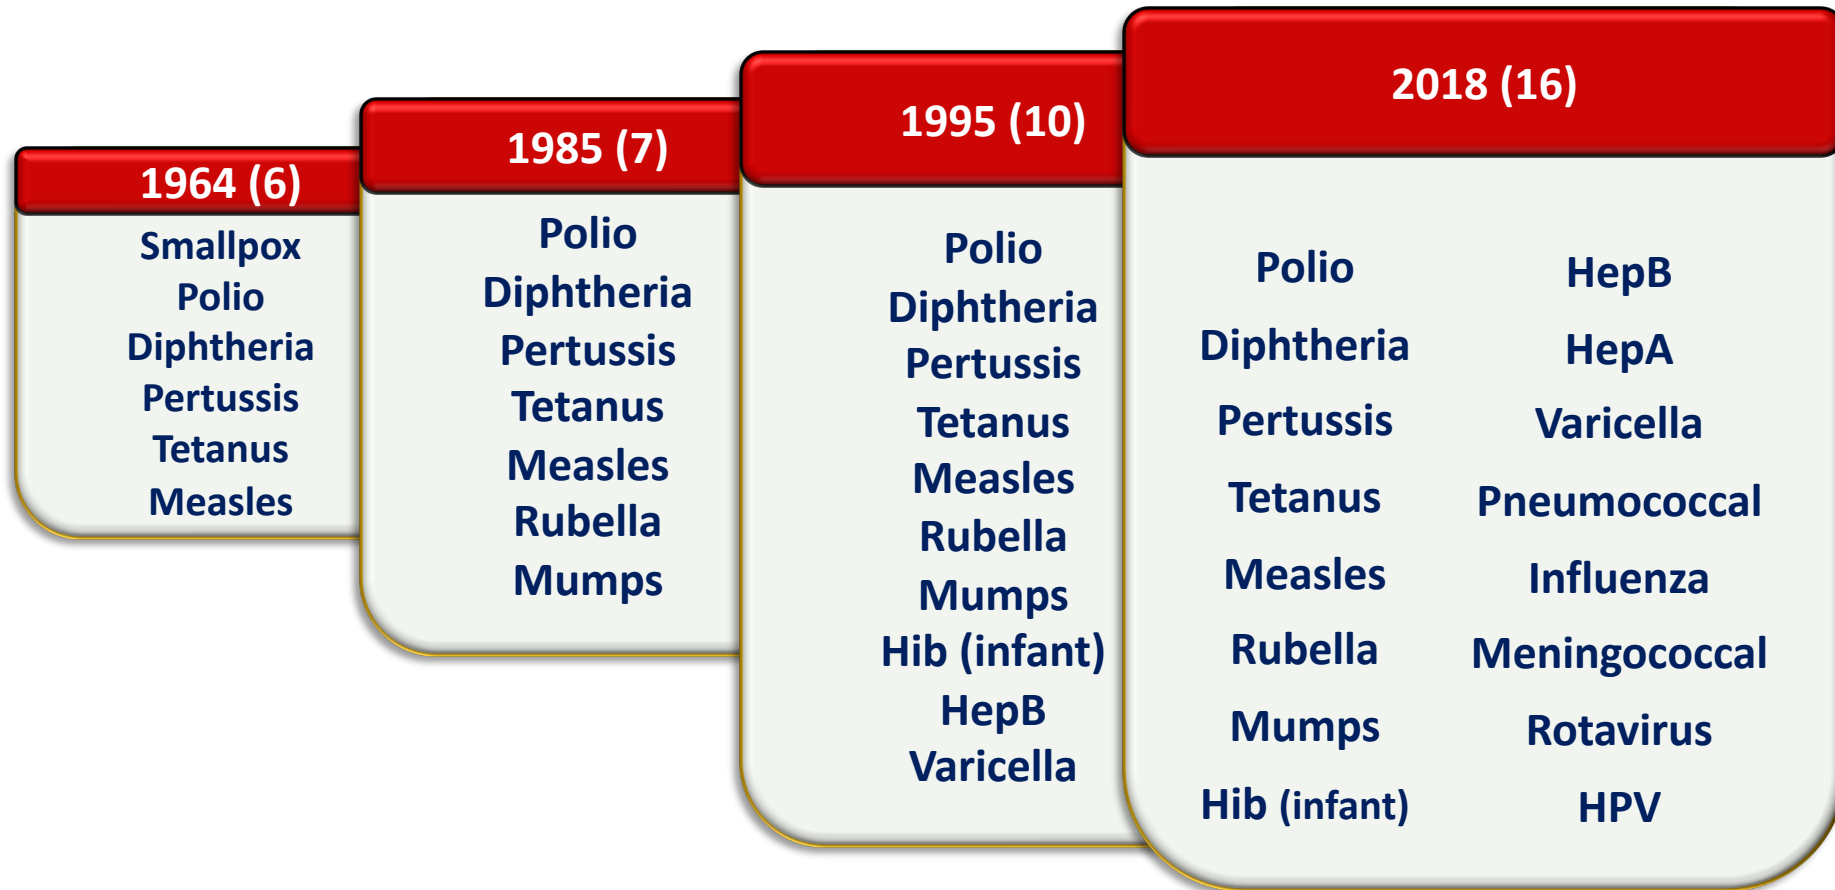 1964 (6)
Smallpox
Polio
Diphtheria
Pertussis
Tetanus
Measles
1985 (7)
Polio
Diphtheria
Pertussis
Tetanus
Measles
Rubella
Mumps
1995 (10)
Polio
Diphtheria
Pertussis
Tetanus
Measles
Rubella
Mumps
Hib (infant)
HepB
Varicella
2018 (16)
Polio
Diphtheria
Pertussis
Tetanus
Measles
Rubella
Mumps
Hib (infant)
HepB
HepA
Varicella
Pneumococcal
Influenza
Meningococcal
Rotavirus
HPV